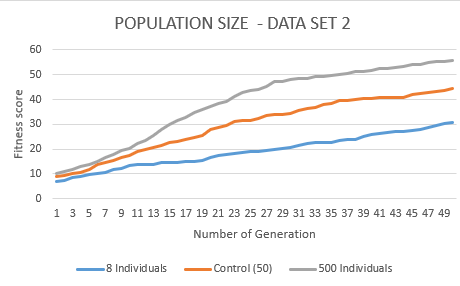 POPULATION SIZE - DATA SET 2
60
50
40
30
20
10
0
Fitness score
1 3 5 7 9 11 13 15 17 19 21 23 25 27 29 31 33 35 37 39 41 43 45 47 49
Number of Generation
8 Individuals Control (50) 500 Individuals